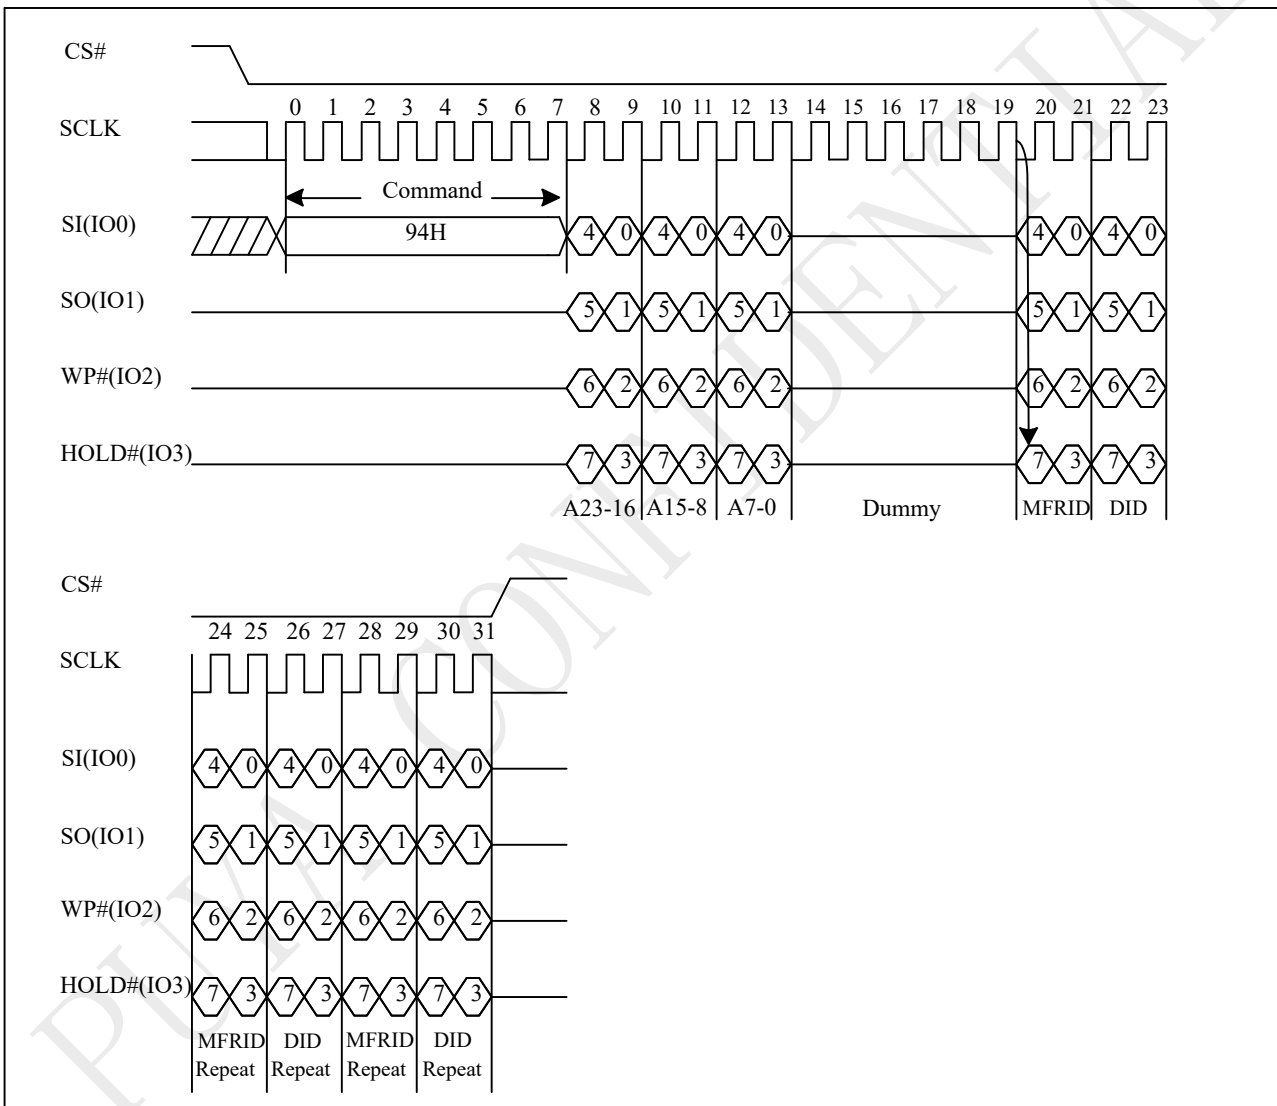 CS#
0 1 2 3 4 5 6 7 8 9 10 11 12 13 14 15 16 17 18 19 20 21 22 23
SCLK
Command
SI(IO0) 94H 4 0 4 0 4 0 4 0 4 0
SO(IO1) 5 1 5 1 5 1 5 1 5 1
WP#(IO2) 6 2 6 2 6 2 6 2 6 2
HOLD#(IO3) 7 3 7 3 7 3 7 3 7 3
A23-16 A15-8 A7-0 Dummy MFRID DID
CS#
24 25 26 27 28 29 30 31
SCLK
SI(IO0) 4 0 4 0 4 0 4 0
SO(IO1) 5 1 5 1 5 1 5 1
WP#(IO2) 6 2 6 2 6 2 6 2
HOLD#(IO3) 7 3 7 3 7 3 7 3
MFRID DID MFRID DID
Repeat Repeat Repeat Repeat
PUYA CONFIDENTIAL